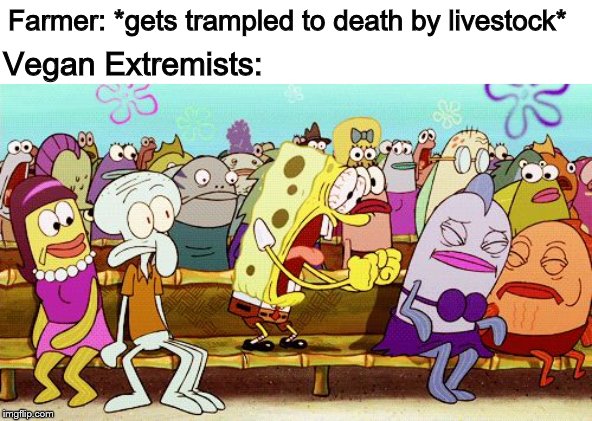 Farmer: *gets trampled to death by livestock*
Vegan Extremists:
imgflip.com